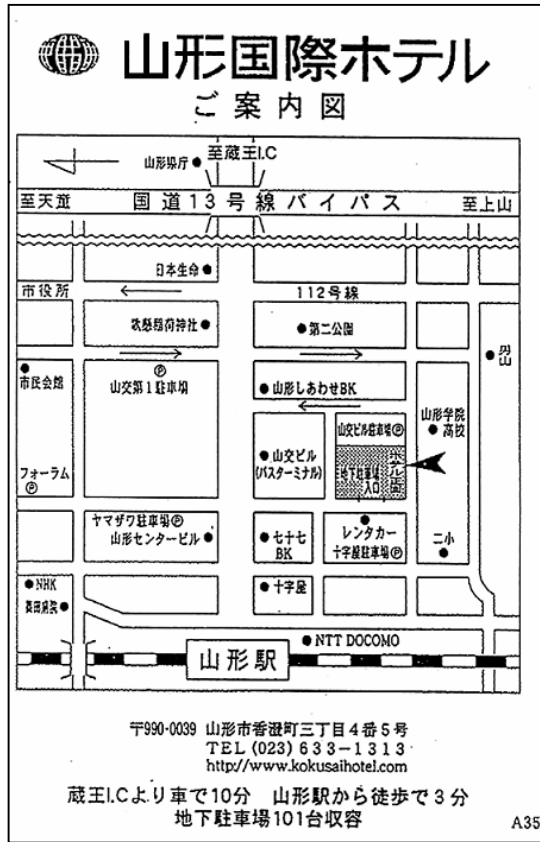 山形国際ホテル
ご案内図
至蔵王I.C
山形県庁
至天童
国道13号線バイパス
至上山
日本生命
市役所
112号線
歌懸稲荷神社
第二公園
市民会館
Ⓟ
山交第1駐車場
山形しあわせBK
山形学院
高校
山交ビル駐車場Ⓟ
山交ビル
(バスターミナル)
地下駐車場
入口
フォーラム
Ⓟ
ヤマザワ駐車場Ⓟ
山形センタービル
七十七
BK
レンタカー
十字屋駐車場Ⓟ
二小
NHK
十字屋
NTT DOCOMO
山形駅
〒990-0039 山形市香澄町三丁目4番5号
TEL (023) 633-1313
http://www.kokusaihotel.com
蔵王I.Cより車で10分 山形駅から徒歩で3分
地下駐車場101台収容
A35